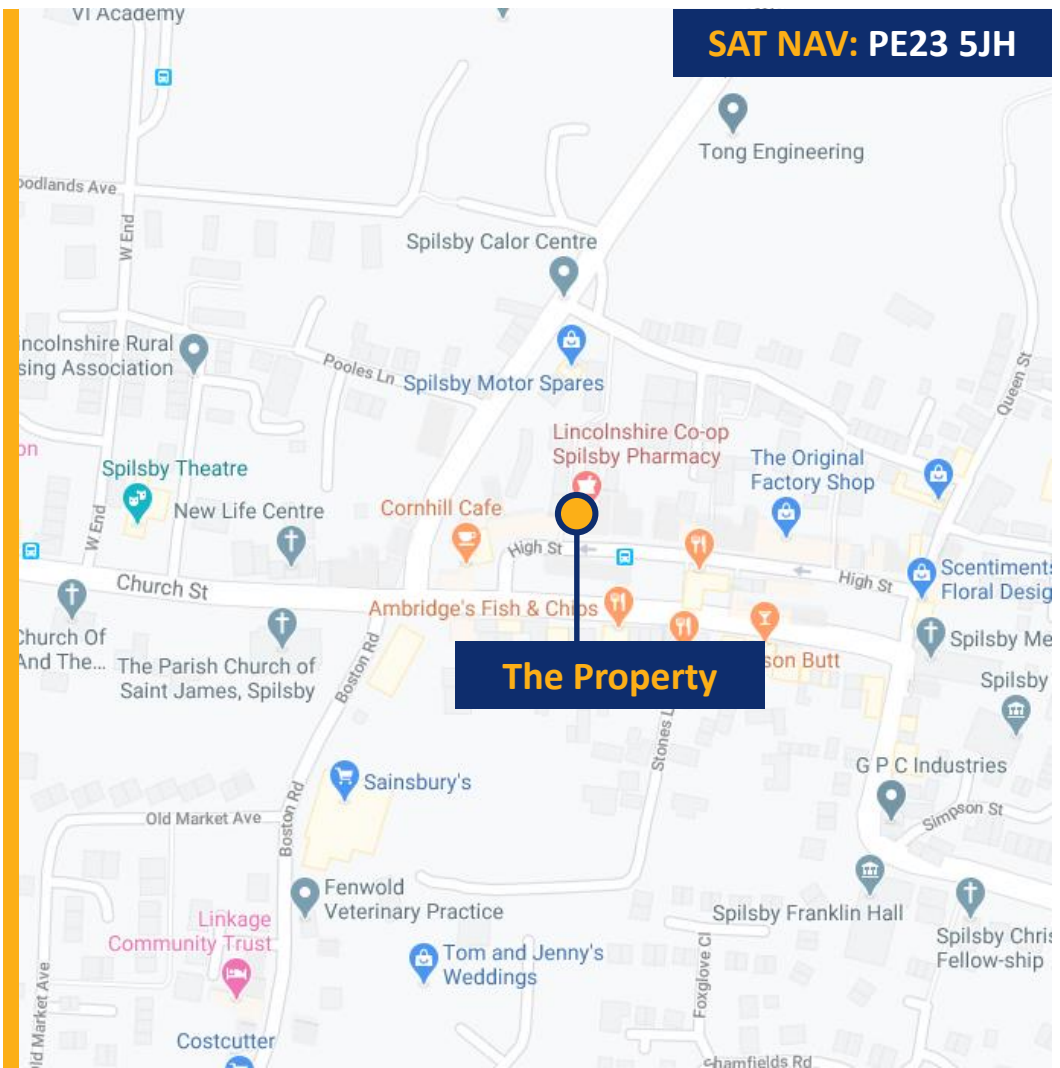 VI Academy
SAT NAV: PE23 5JH
Tong Engineering
oodlands Ave
W End
Spilsby Calor Centre
ncolnshire Rural
sing Association
Pooles Ln
Spilsby Motor Spares
Queen St
on
Lincolnshire Co-op
Spilsby Pharmacy
The Original
Factory Shop
Spilsby Theatre
New Life Centre
Cornhill Cafe
W End
High St
High St
Scentiments
Floral Desig
Church St
Ambridge's Fish & Chips
Church Of
And The...
The Parish Church of
Saint James, Spilsby
Boston Rd
The Property
son Butt
Spilsby Me
Spilsby
Stones L
Sainsbury's
G P C Industries
Simpson St
Old Market Ave
Boston Rd
Fenwold
Veterinary Practice
Linkage
Community Trust
Spilsby Franklin Hall
Spilsby Chris
Fellow-ship
Tom and Jenny's
Weddings
Foxglove Cl
ld Market Ave
Costcutter
hamfields Rd